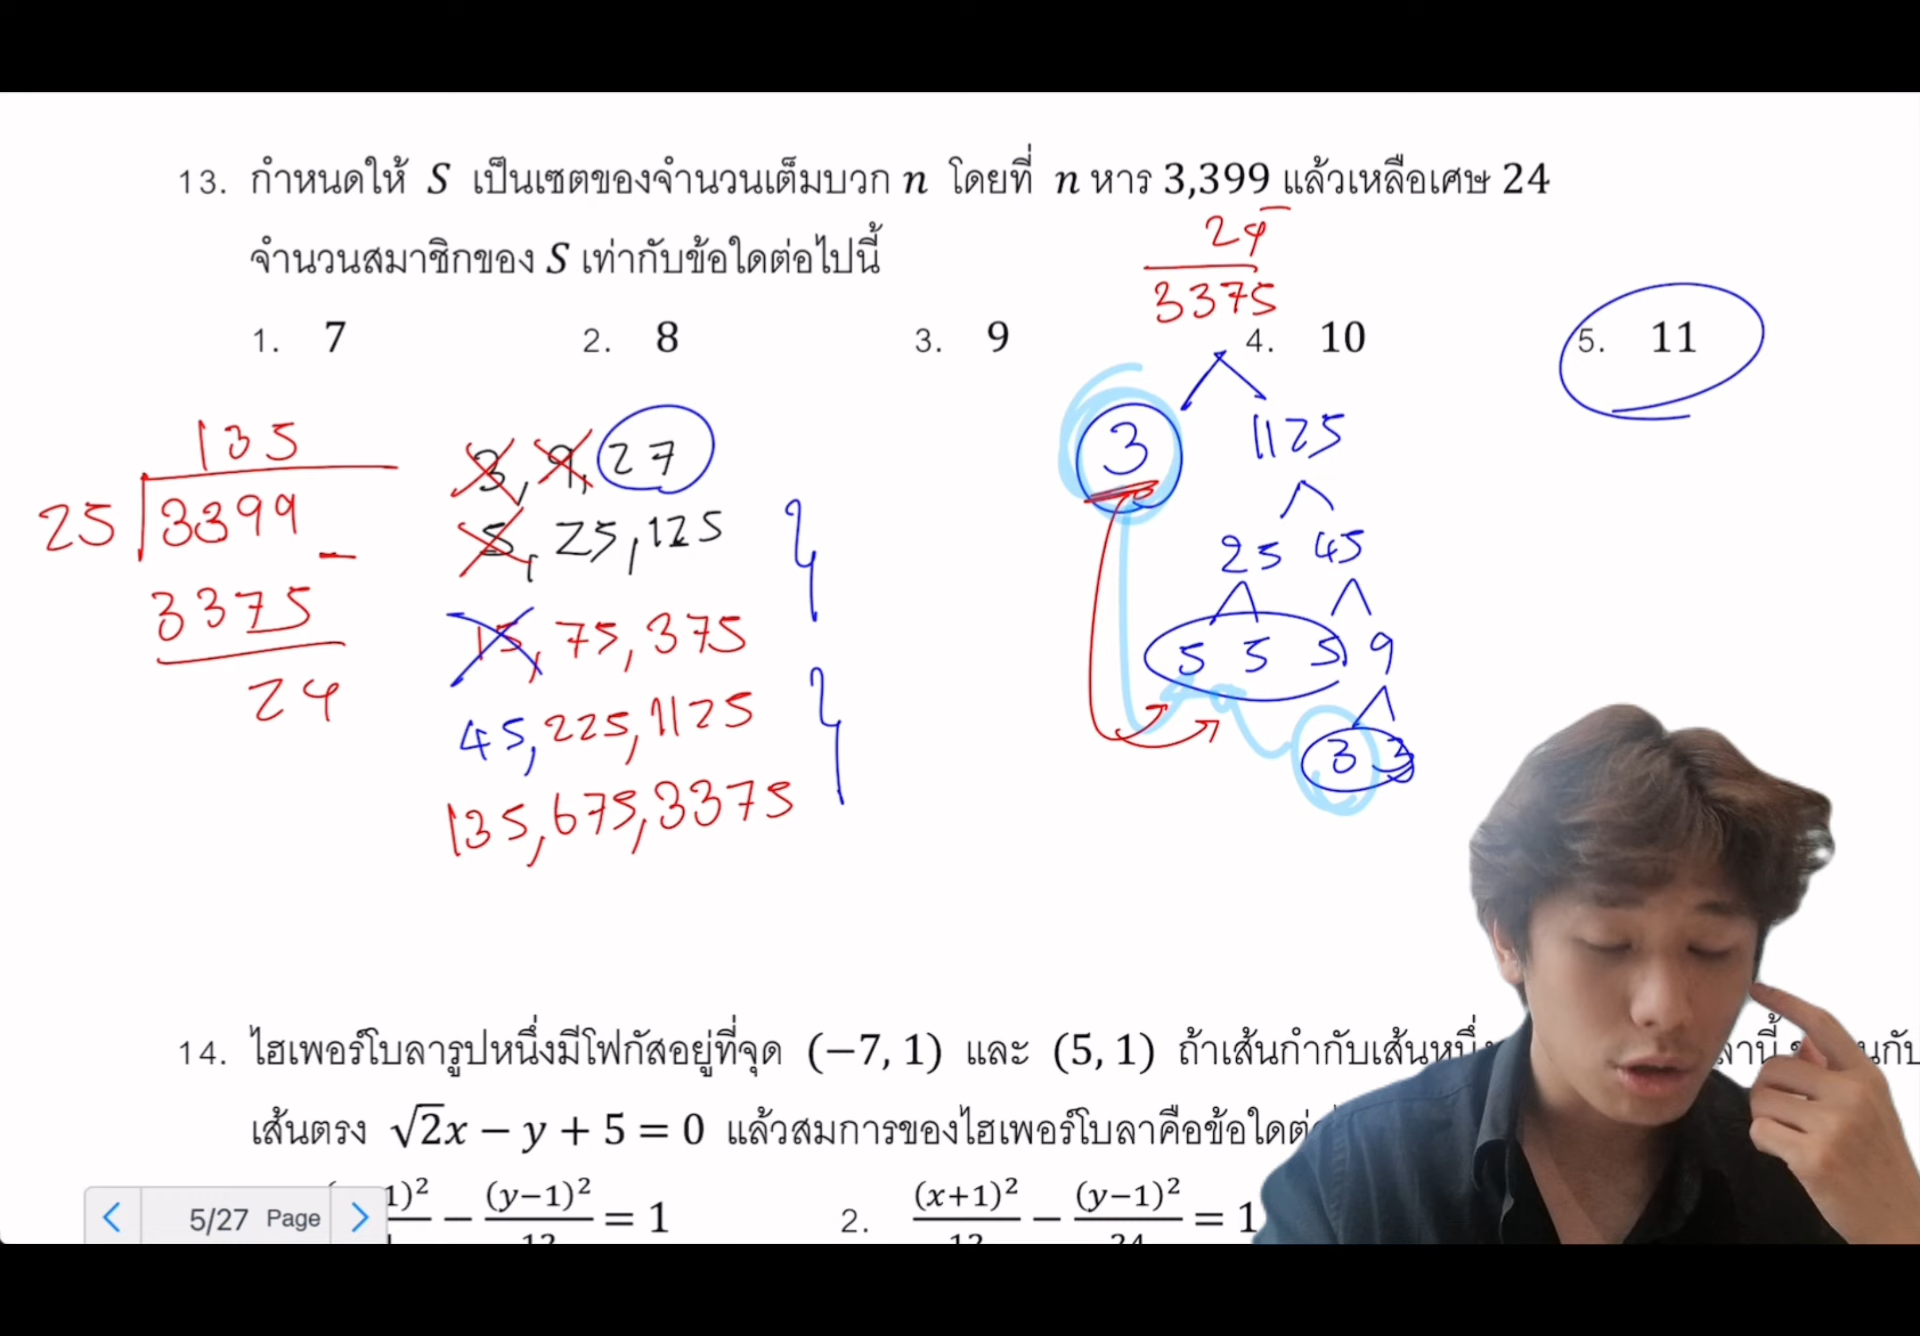 13. กำหนดให้ S เป็นเซตของจำนวนเต็มบวก n โดยที่ n หาร 3,399 แล้วเหลือเศษ 24
24
จำนวนสมาชิกของ S เท่ากับข้อใดต่อไปนี้
3375
1. 7 2. 8 3. 9 4. 10 5. 11
135
3, 9, 27
3 1125
25 3399
5, 25, 125
25 45
3375
15, 75, 375
5 5 5 9
24
45, 225, 1125
3 3
135, 675, 3375
14. ไฮเพอร์โบลารูปหนึ่งมีโฟกัสอยู่ที่จุด (−7, 1) และ (5, 1) ถ้าเส้นกำกับเส้นหนึ่ง
เส้นตรง √2x − y + 5 = 0 แล้วสมการของไฮเพอร์โบลาคือข้อใด
1)² − (y−1)² = 1 2. (x+1)² − (y−1)² = 1
12 12 24
5/27 Page